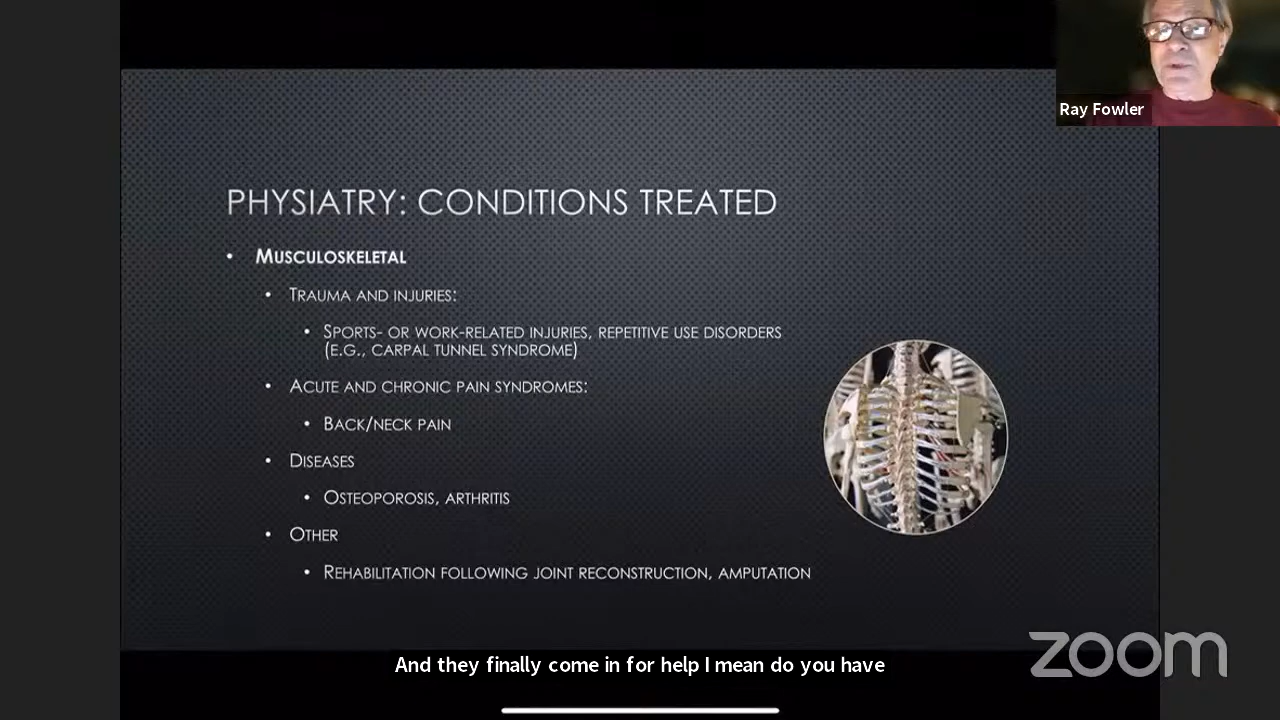 Ray Fowler
PHYSIATRY: CONDITIONS TREATED
• MUSCULOSKELETAL
• TRAUMA AND INJURIES:
• SPORTS- OR WORK-RELATED INJURIES, REPETITIVE USE DISORDERS
(E.G., CARPAL TUNNEL SYNDROME)
• ACUTE AND CHRONIC PAIN SYNDROMES:
• BACK/NECK PAIN
• DISEASES
• OSTEOPOROSIS, ARTHRITIS
• OTHER
• REHABILITATION FOLLOWING JOINT RECONSTRUCTION, AMPUTATION
zoom
And they finally come in for help I mean do you have